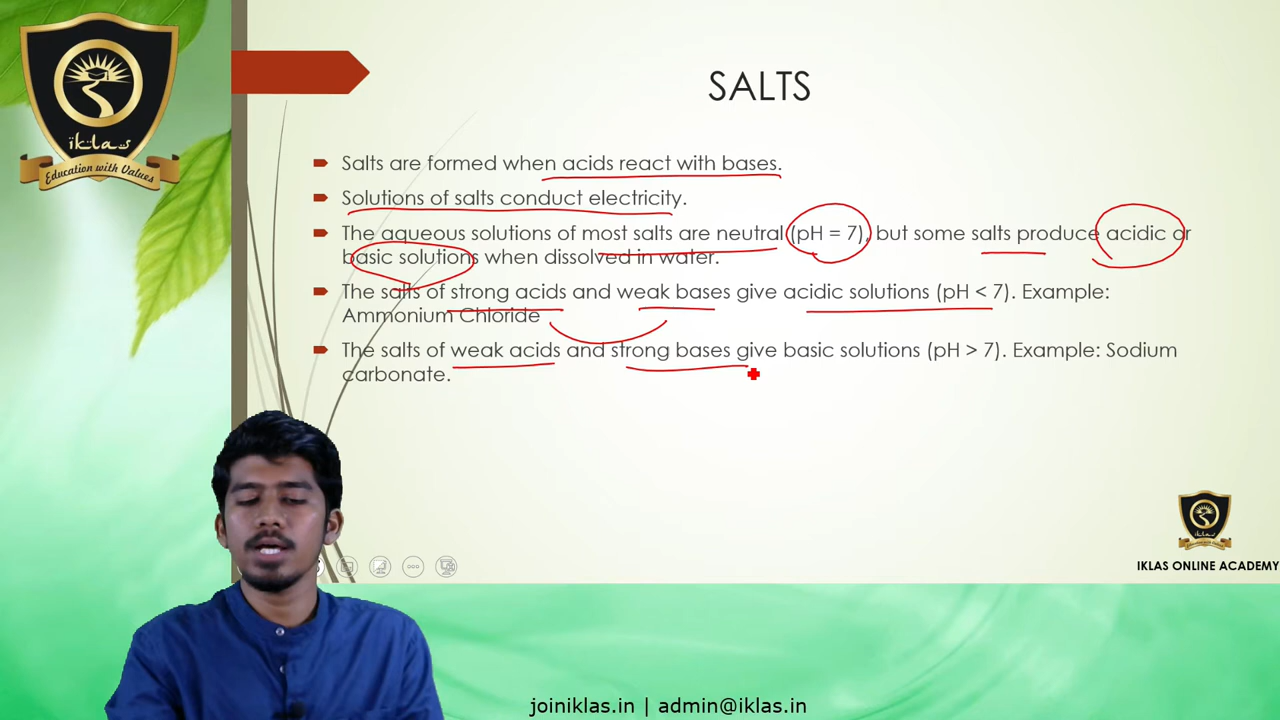 iklas
Education with Values
SALTS
Salts are formed when acids react with bases.
Solutions of salts conduct electricity.
The aqueous solutions of most salts are neutral (pH = 7), but some salts produce acidic or
basic solutions when dissolved in water.
The salts of strong acids and weak bases give acidic solutions (pH < 7). Example:
Ammonium Chloride
The salts of weak acids and strong bases give basic solutions (pH > 7). Example: Sodium
carbonate.
IKLAS ONLINE ACADEMY
joiniklas.in | admin@iklas.in